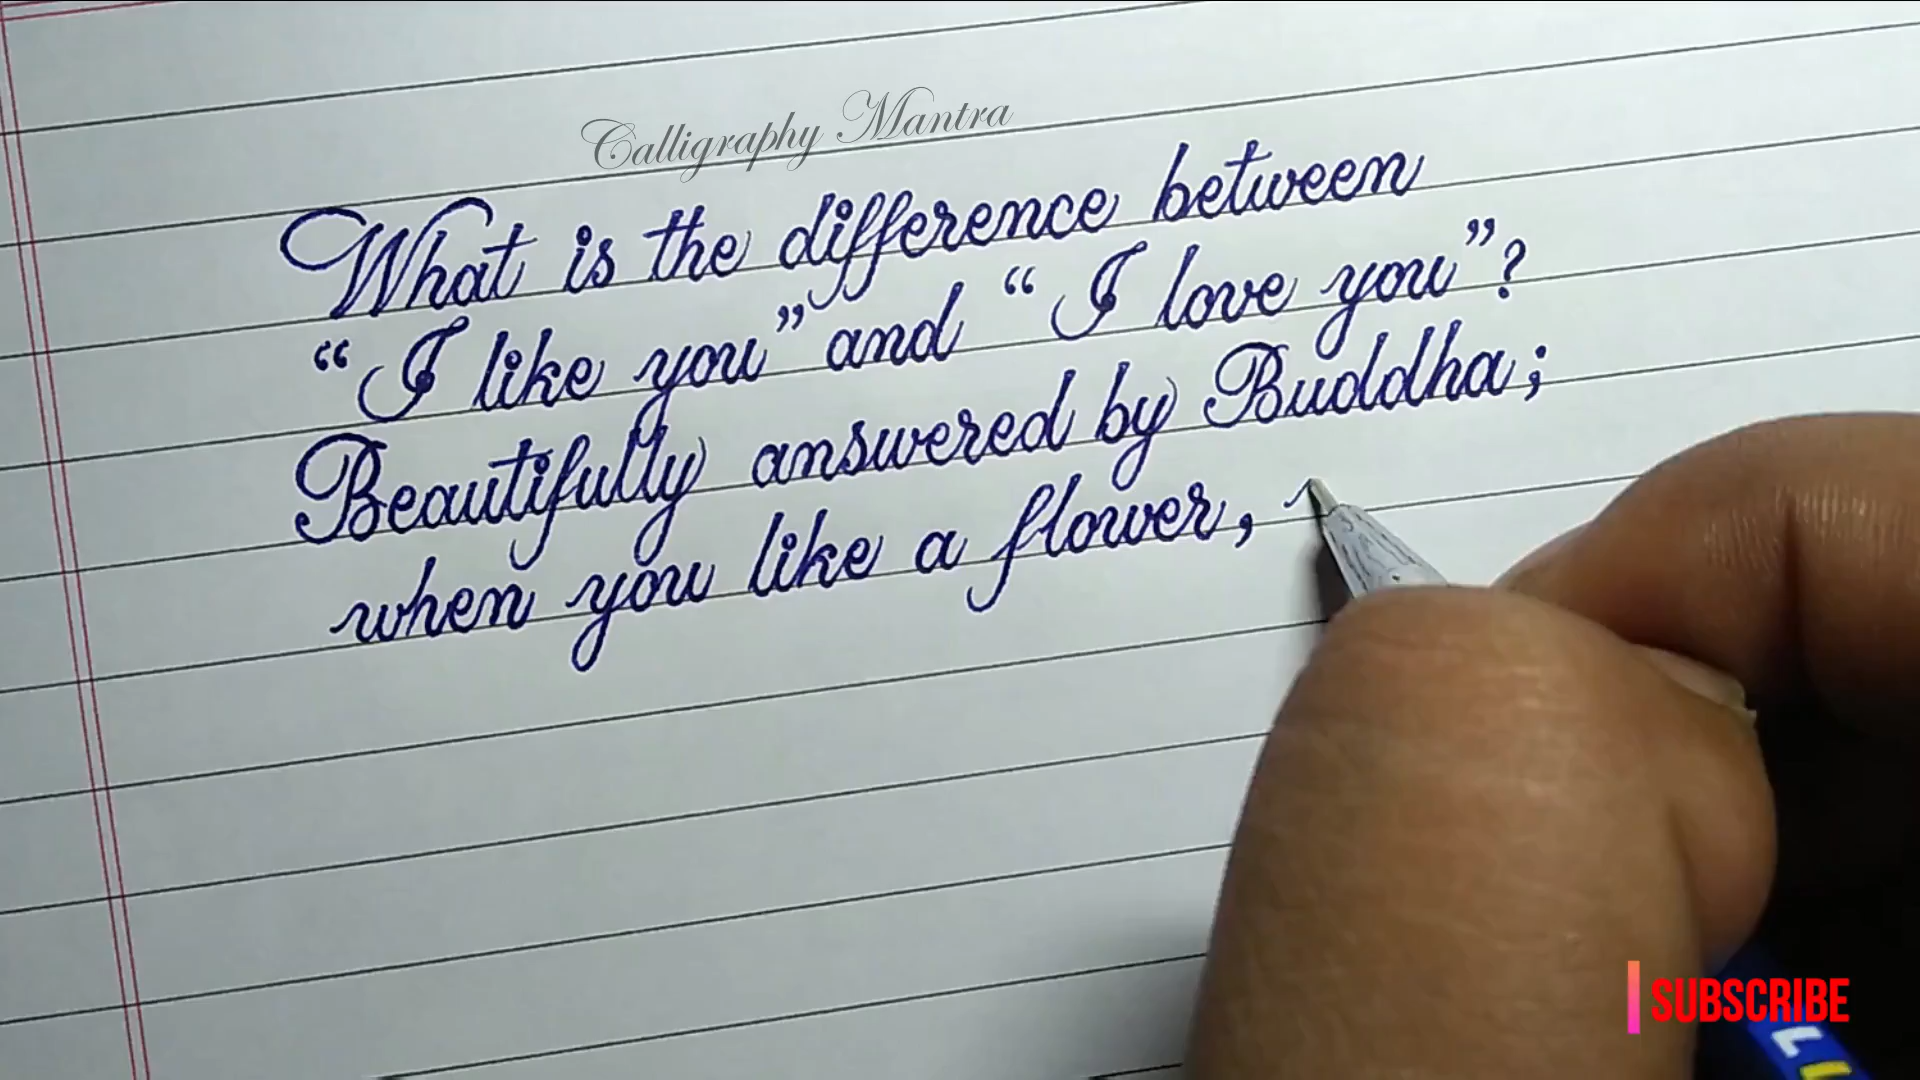 Calligraphy Mantra
What is the difference between
“I like you” and “I love you”?
Beautifully answered by Buddha;
when you like a flower,
SUBSCRIBE